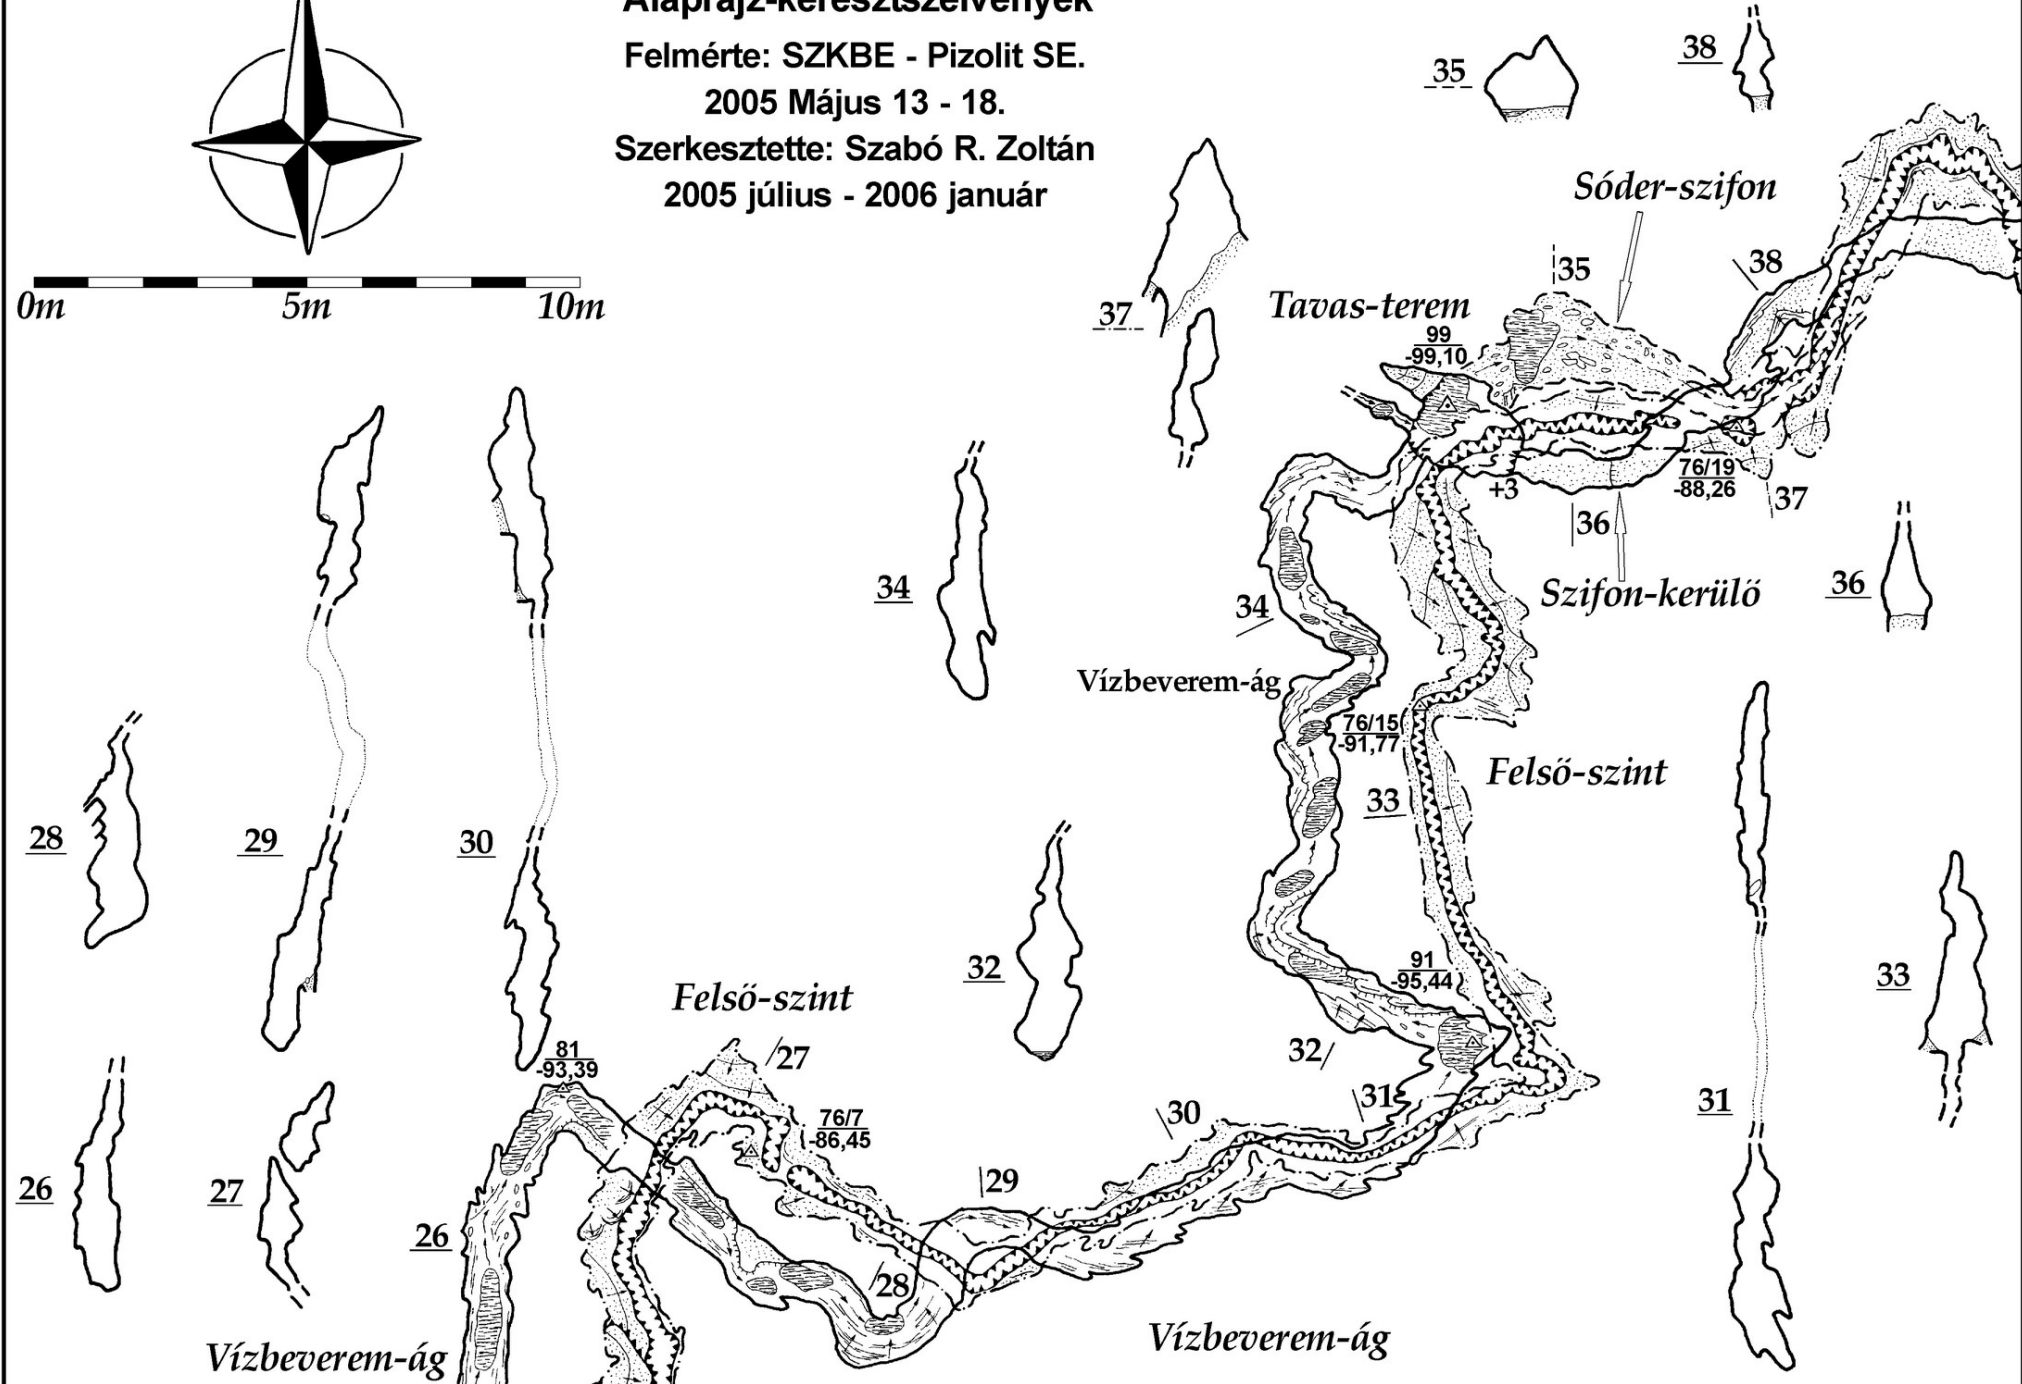 Alaprajz-keresztszelvények
Felmérte: SZKBE - Pizolit SE.
2005 Május 13 - 18.
Szerkesztette: Szabó R. Zoltán
2005 július - 2006 január
0m 5m 10m
35
38
Sóder-szifon
37
35
38
Tavas-terem
99
-99,10
76/19
-88,26
+3
37
36
34
34
Szifon-kerülő
36
Vízbeverem-ág
76/15
-91,77
Felső-szint
33
28
29
30
32
91
-95,44
33
Felső-szint
27
32
81
-93,39
31
30
31
76/7
-86,45
26
27
29
26
28
Vízbeverem-ág
Vízbeverem-ág